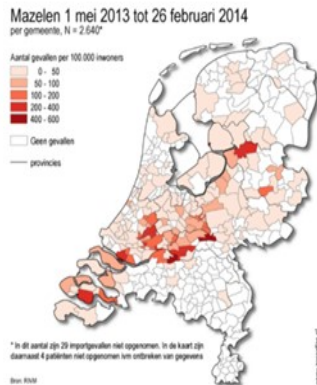 Mazelen 1 mei 2013 tot 26 februari 2014
per gemeente, N = 2.640*
Aantal gevallen per 100.000 inwoners
0 - 50
50 - 100
100 - 200
200 - 400
400 - 600
Geen gevallen
provincies
* In dit aantal zijn 29 importgevallen niet opgenomen. In de kaart zijn
daarnaast 4 patiënten niet opgenomen ivm ontbreken van gegevens
Bron: RIVM